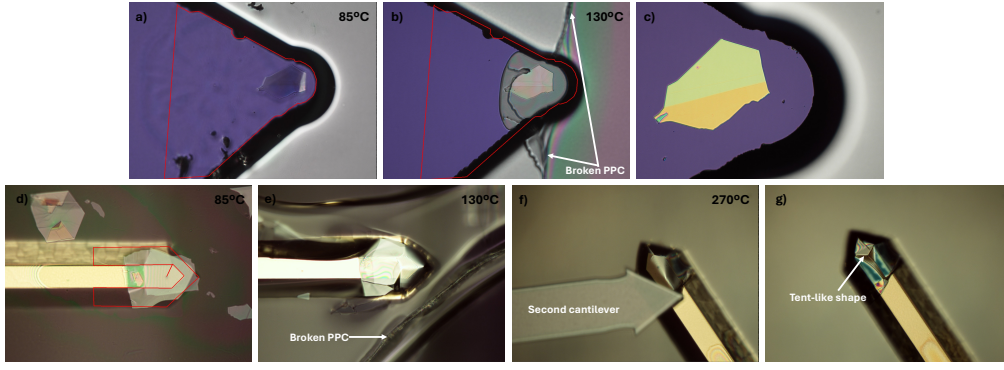 a) 85ºC
b) 130ºC
Broken PPC
c)
d) 85ºC
e) 130ºC
Broken PPC
f) 270ºC
Second cantilever
g)
Tent-like shape